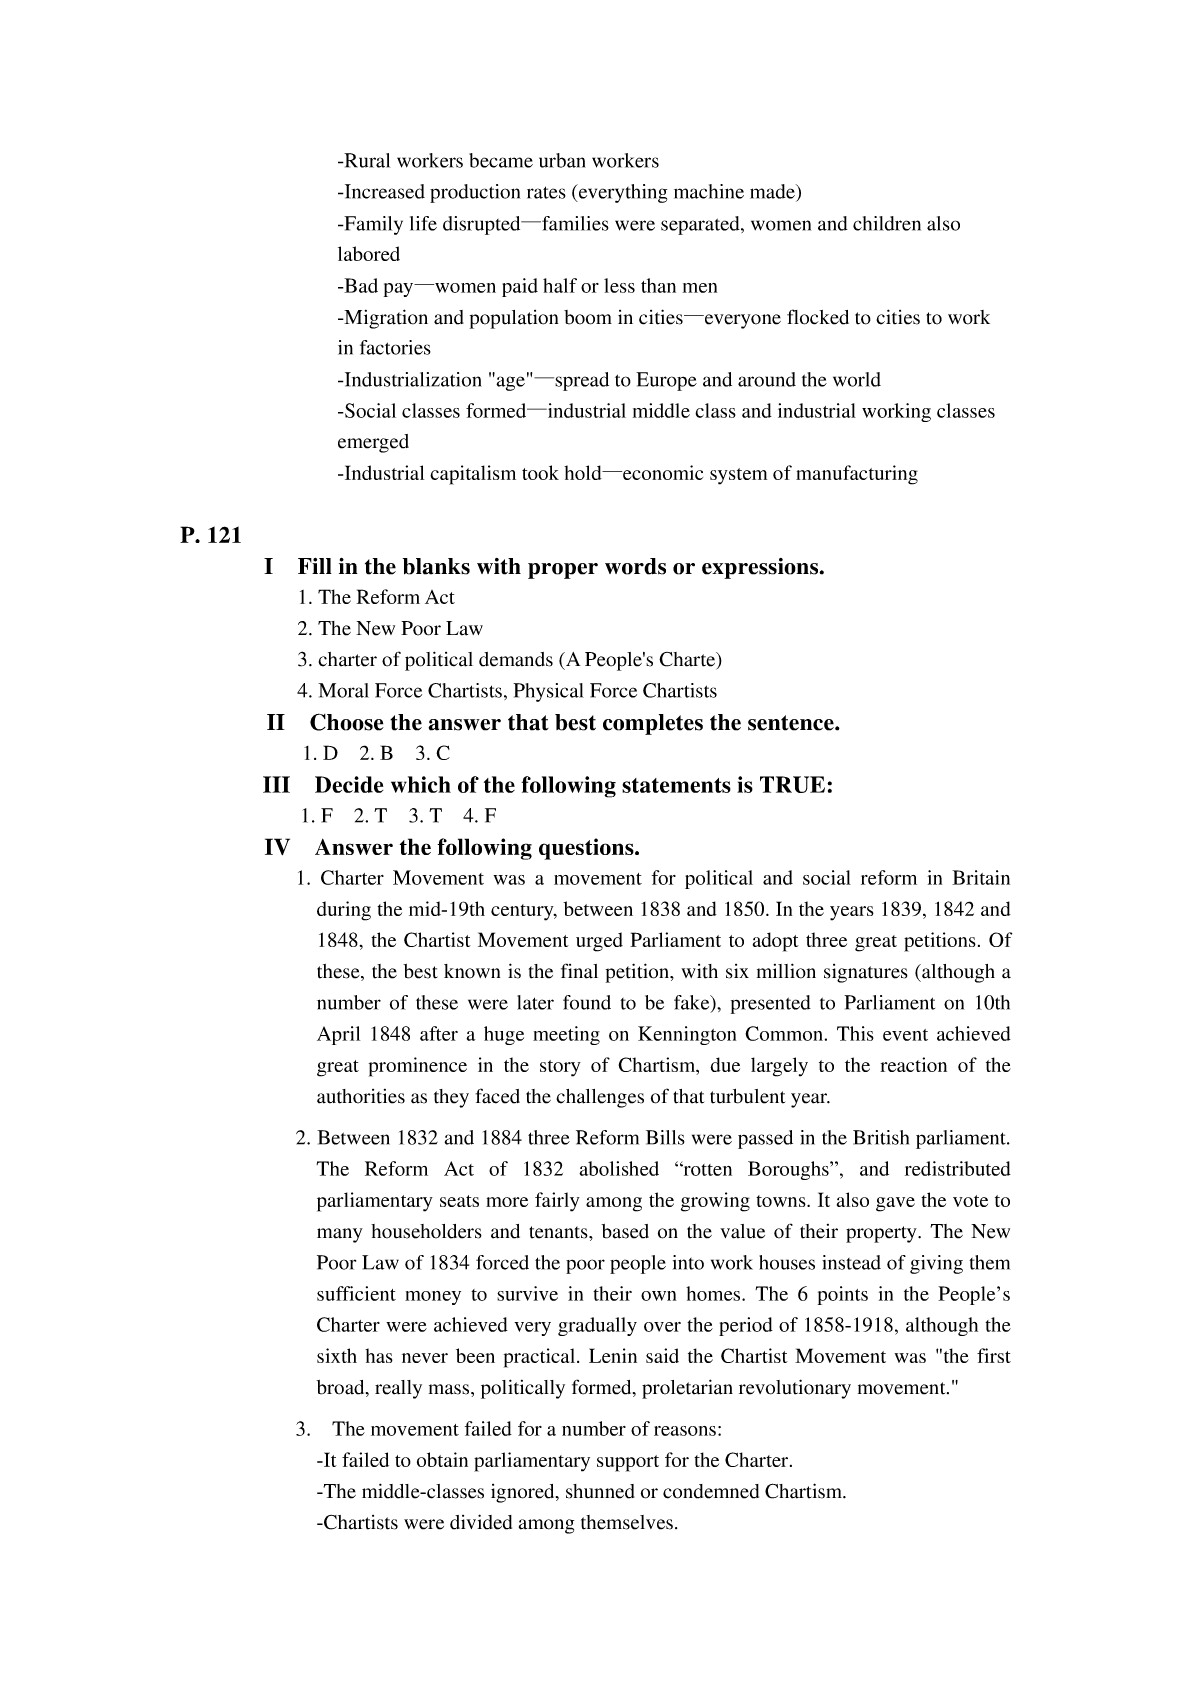 -Rural workers became urban workers
-Increased production rates (everything machine made)
-Family life disrupted—families were separated, women and children also
labored
-Bad pay—women paid half or less than men
-Migration and population boom in cities—everyone flocked to cities to work
in factories
-Industrialization "age"—spread to Europe and around the world
-Social classes formed—industrial middle class and industrial working classes
emerged
-Industrial capitalism took hold—economic system of manufacturing
P. 121
I Fill in the blanks with proper words or expressions.
1. The Reform Act
2. The New Poor Law
3. charter of political demands (A People's Charte)
4. Moral Force Chartists, Physical Force Chartists
II Choose the answer that best completes the sentence.
1. D 2. B 3. C
III Decide which of the following statements is TRUE:
1. F 2. T 3. T 4. F
IV Answer the following questions.
1. Charter Movement was a movement for political and social reform in Britain
during the mid-19th century, between 1838 and 1850. In the years 1839, 1842 and
1848, the Chartist Movement urged Parliament to adopt three great petitions. Of
these, the best known is the final petition, with six million signatures (although a
number of these were later found to be fake), presented to Parliament on 10th
April 1848 after a huge meeting on Kennington Common. This event achieved
great prominence in the story of Chartism, due largely to the reaction of the
authorities as they faced the challenges of that turbulent year.
2. Between 1832 and 1884 three Reform Bills were passed in the British parliament.
The Reform Act of 1832 abolished “rotten Boroughs”, and redistributed
parliamentary seats more fairly among the growing towns. It also gave the vote to
many householders and tenants, based on the value of their property. The New
Poor Law of 1834 forced the poor people into work houses instead of giving them
sufficient money to survive in their own homes. The 6 points in the People’s
Charter were achieved very gradually over the period of 1858-1918, although the
sixth has never been practical. Lenin said the Chartist Movement was "the first
broad, really mass, politically formed, proletarian revolutionary movement."
3. The movement failed for a number of reasons:
-It failed to obtain parliamentary support for the Charter.
-The middle-classes ignored, shunned or condemned Chartism.
-Chartists were divided among themselves.